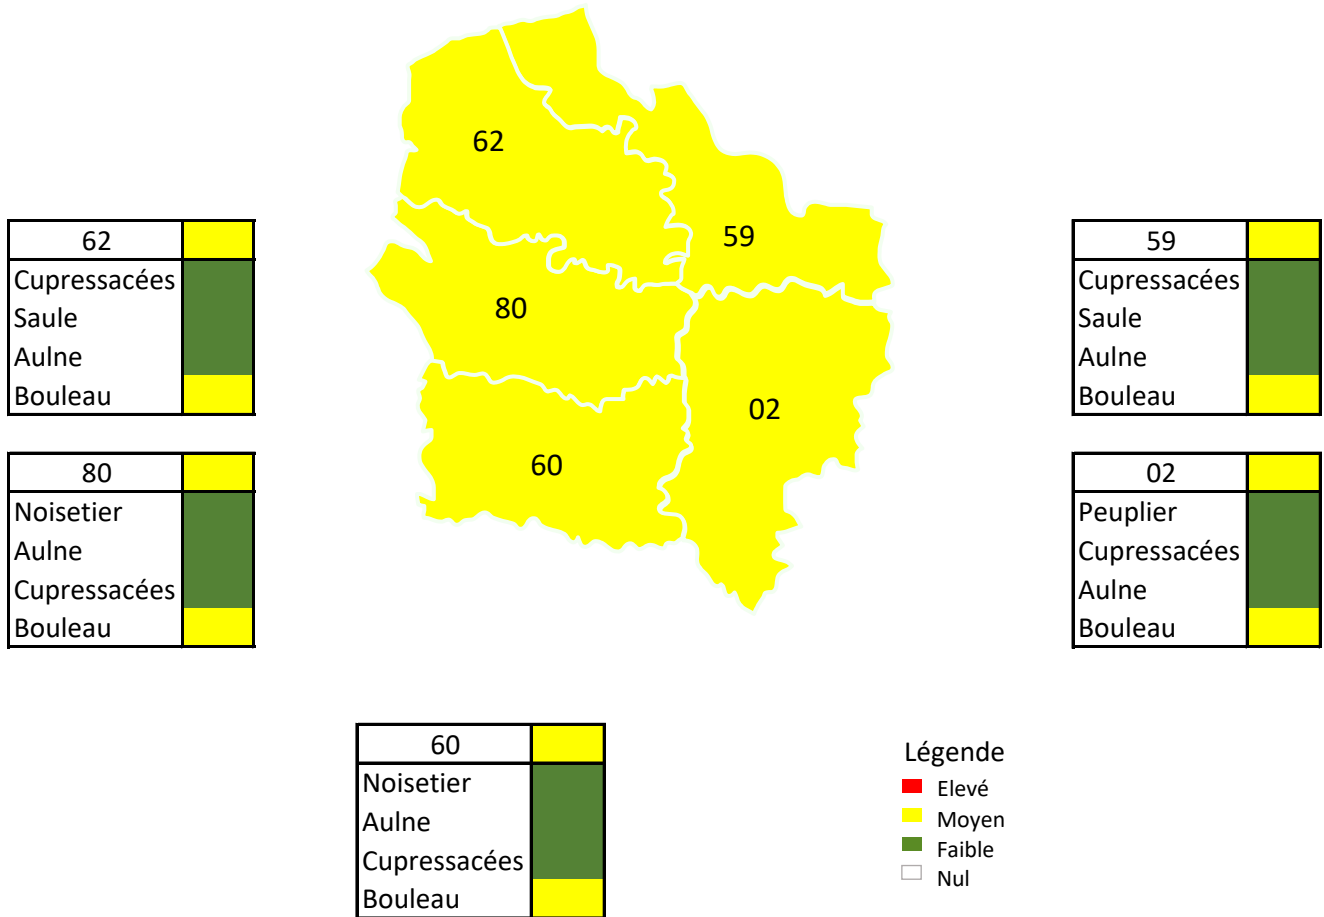 62
59
80
02
60
62
Cupressacées
Saule
Aulne
Bouleau
59
Cupressacées
Saule
Aulne
Bouleau
80
Noisetier
Aulne
Cupressacées
Bouleau
02
Peuplier
Cupressacées
Aulne
Bouleau
60
Noisetier
Aulne
Cupressacées
Bouleau
Légende
Elevé
Moyen
Faible
Nul